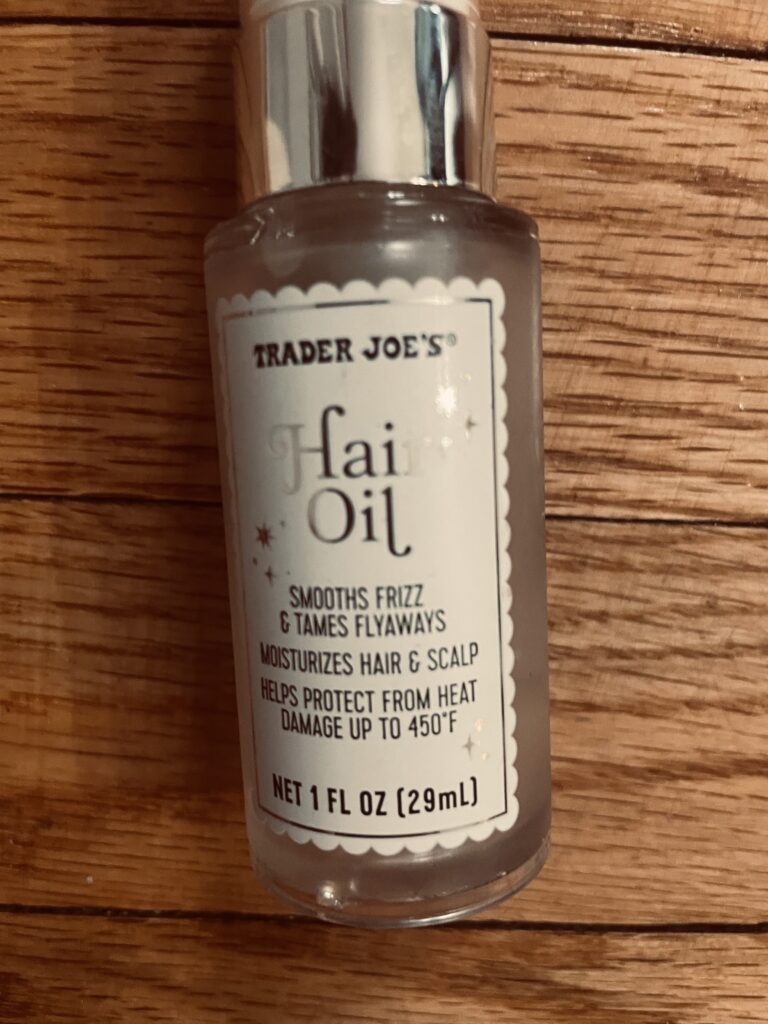 TRADER JOE'S®
Hair
Oil
SMOOTHS FRIZZ
& TAMES FLYAWAYS
MOISTURIZES HAIR & SCALP
HELPS PROTECT FROM HEAT
DAMAGE UP TO 450°F
NET 1 FL OZ (29mL)